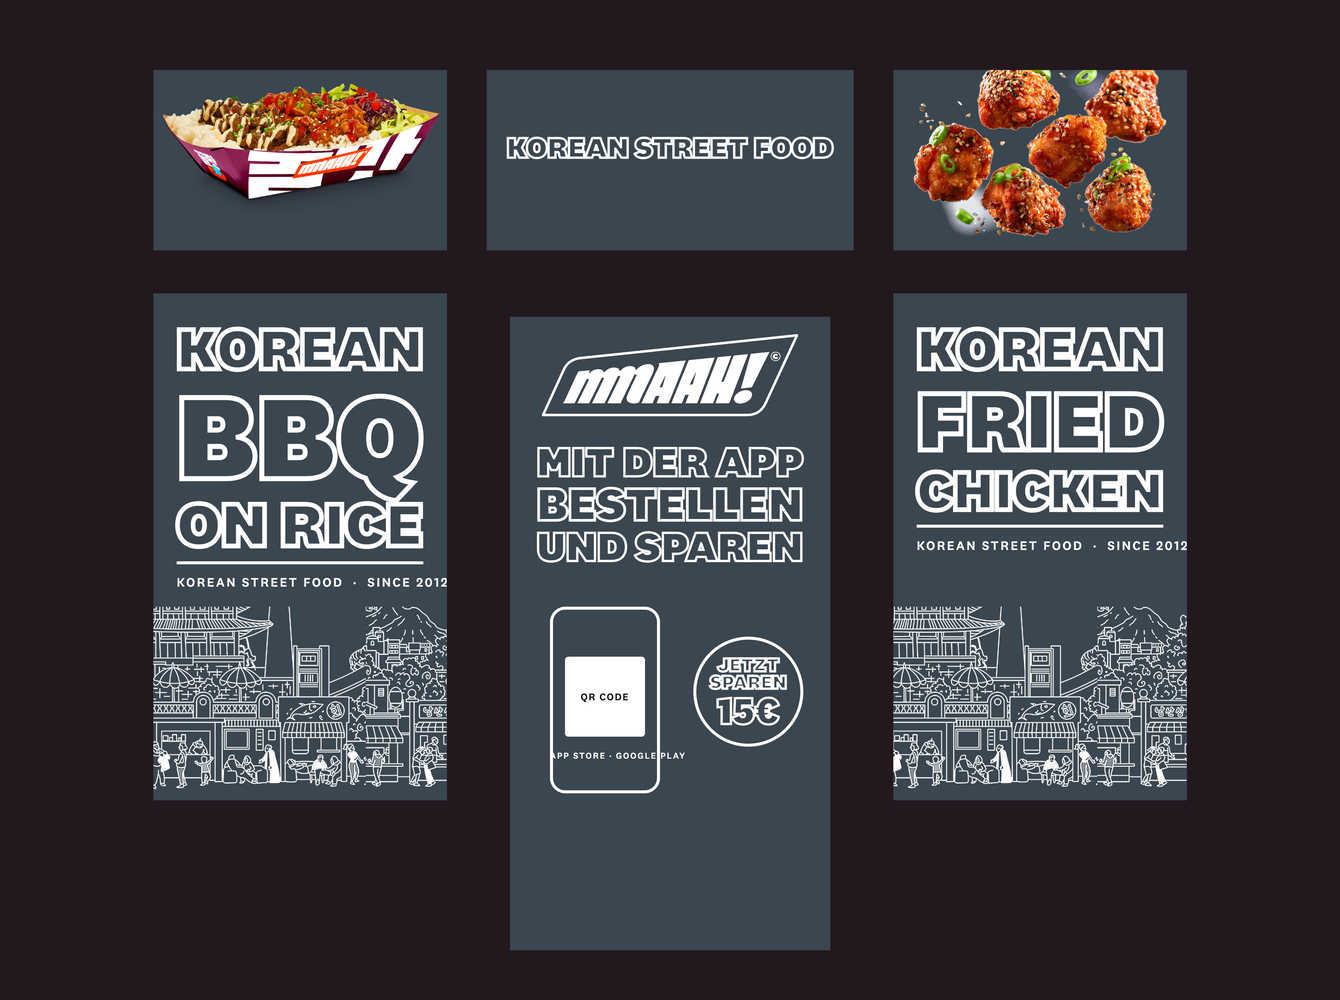 MMAAH!
KOREAN STREET FOOD
KOREAN
BBQ
ON RICE
KOREAN STREET FOOD · SINCE 2012
MMAAH! ©
MIT DER APP
BESTELLEN
UND SPAREN
QR CODE
APP STORE · GOOGLE PLAY
JETZT
SPAREN
15€
KOREAN
FRIED
CHICKEN
KOREAN STREET FOOD · SINCE 2012